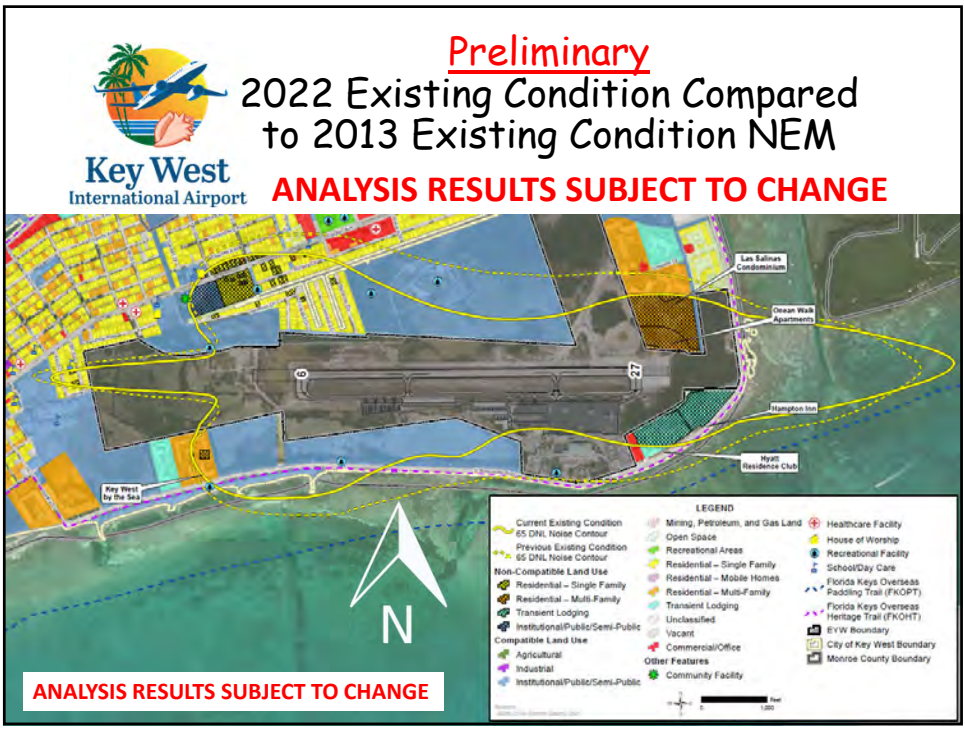 Preliminary
2022 Existing Condition Compared
to 2013 Existing Condition NEM
Key West
International Airport
ANALYSIS RESULTS SUBJECT TO CHANGE
Las Salinas
Condominium
Ocean Walk
Apartments
6
27
Hampton Inn
Hyatt
Residence Club
Key West
by the Sea
N
LEGEND
Current Existing Condition
65 DNL Noise Contour
Previous Existing Condition
65 DNL Noise Contour
Non-Compatible Land Use
Residential – Single Family
Residential – Multi-Family
Transient Lodging
Institutional/Public/Semi-Public
Compatible Land Use
Agricultural
Industrial
Institutional/Public/Semi-Public
Mining, Petroleum, and Gas Land
Open Space
Recreational Areas
Residential – Single Family
Residential – Mobile Homes
Residential – Multi-Family
Transient Lodging
Unclassified
Vacant
Commercial/Office
Other Features
Community Facility
Healthcare Facility
House of Worship
Recreational Facility
School/Day Care
Florida Keys Overseas
Paddling Trail (FKOPT)
Florida Keys Overseas
Heritage Trail (FKOHT)
EYW Boundary
City of Key West Boundary
Monroe County Boundary
Feet
0 1,000
ANALYSIS RESULTS SUBJECT TO CHANGE